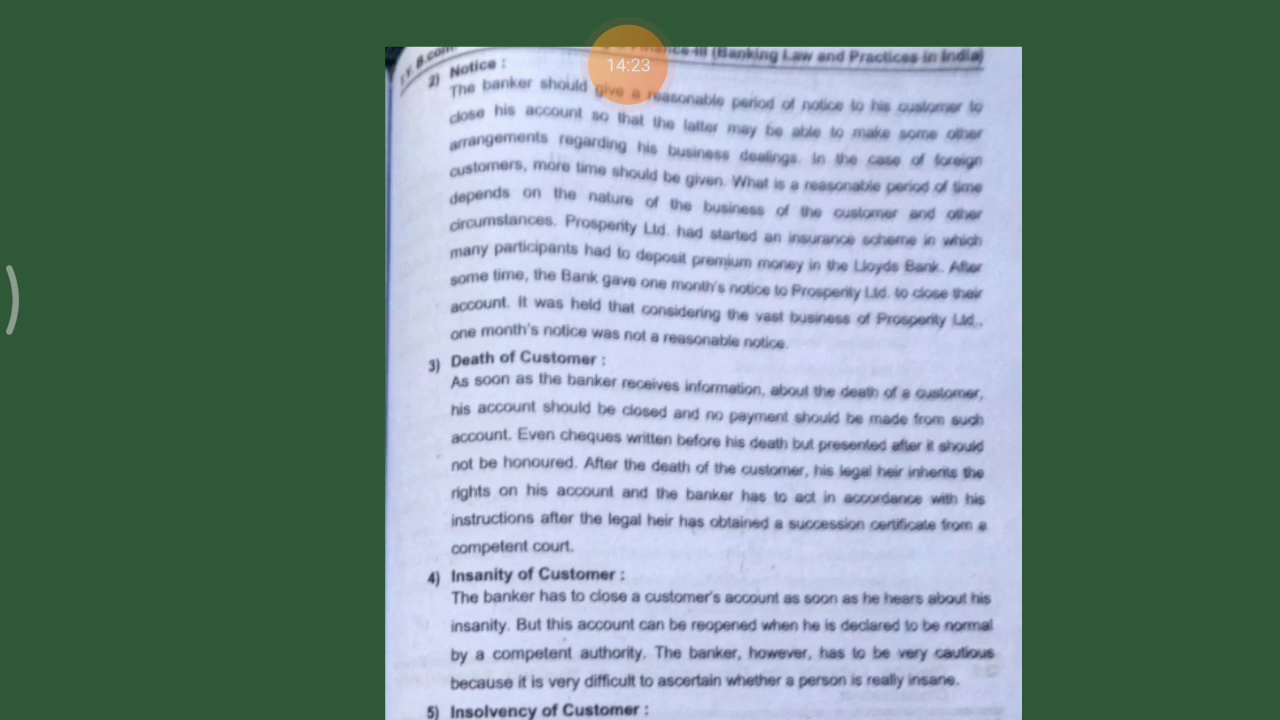 T.Y. B.com
Finance-III (Banking Law and Practices in India)
14:23
2) Notice :
The banker should give a reasonable period of notice to his customer to
close his account so that the latter may be able to make some other
arrangements regarding his business dealings. In the case of foreign
customers, more time should be given. What is a reasonable period of time
depends on the nature of the business of the customer and other
circumstances. Prosperity Ltd. had started an insurance scheme in which
many participants had to deposit premium money in the Lloyds Bank. After
some time, the Bank gave one month's notice to Prosperity Ltd. to close their
account. It was held that considering the vast business of Prosperity Ltd.,
one month's notice was not a reasonable notice.
3) Death of Customer :
As soon as the banker receives information, about the death of a customer,
his account should be closed and no payment should be made from such
account. Even cheques written before his death but presented after it should
not be honoured. After the death of the customer, his legal heir inherits the
rights on his account and the banker has to act in accordance with his
instructions after the legal heir has obtained a succession certificate from a
competent court.
4) Insanity of Customer :
The banker has to close a customer's account as soon as he hears about his
insanity. But this account can be reopened when he is declared to be normal
by a competent authority. The banker, however, has to be very cautious
because it is very difficult to ascertain whether a person is really insane.
5) Insolvency of Customer :